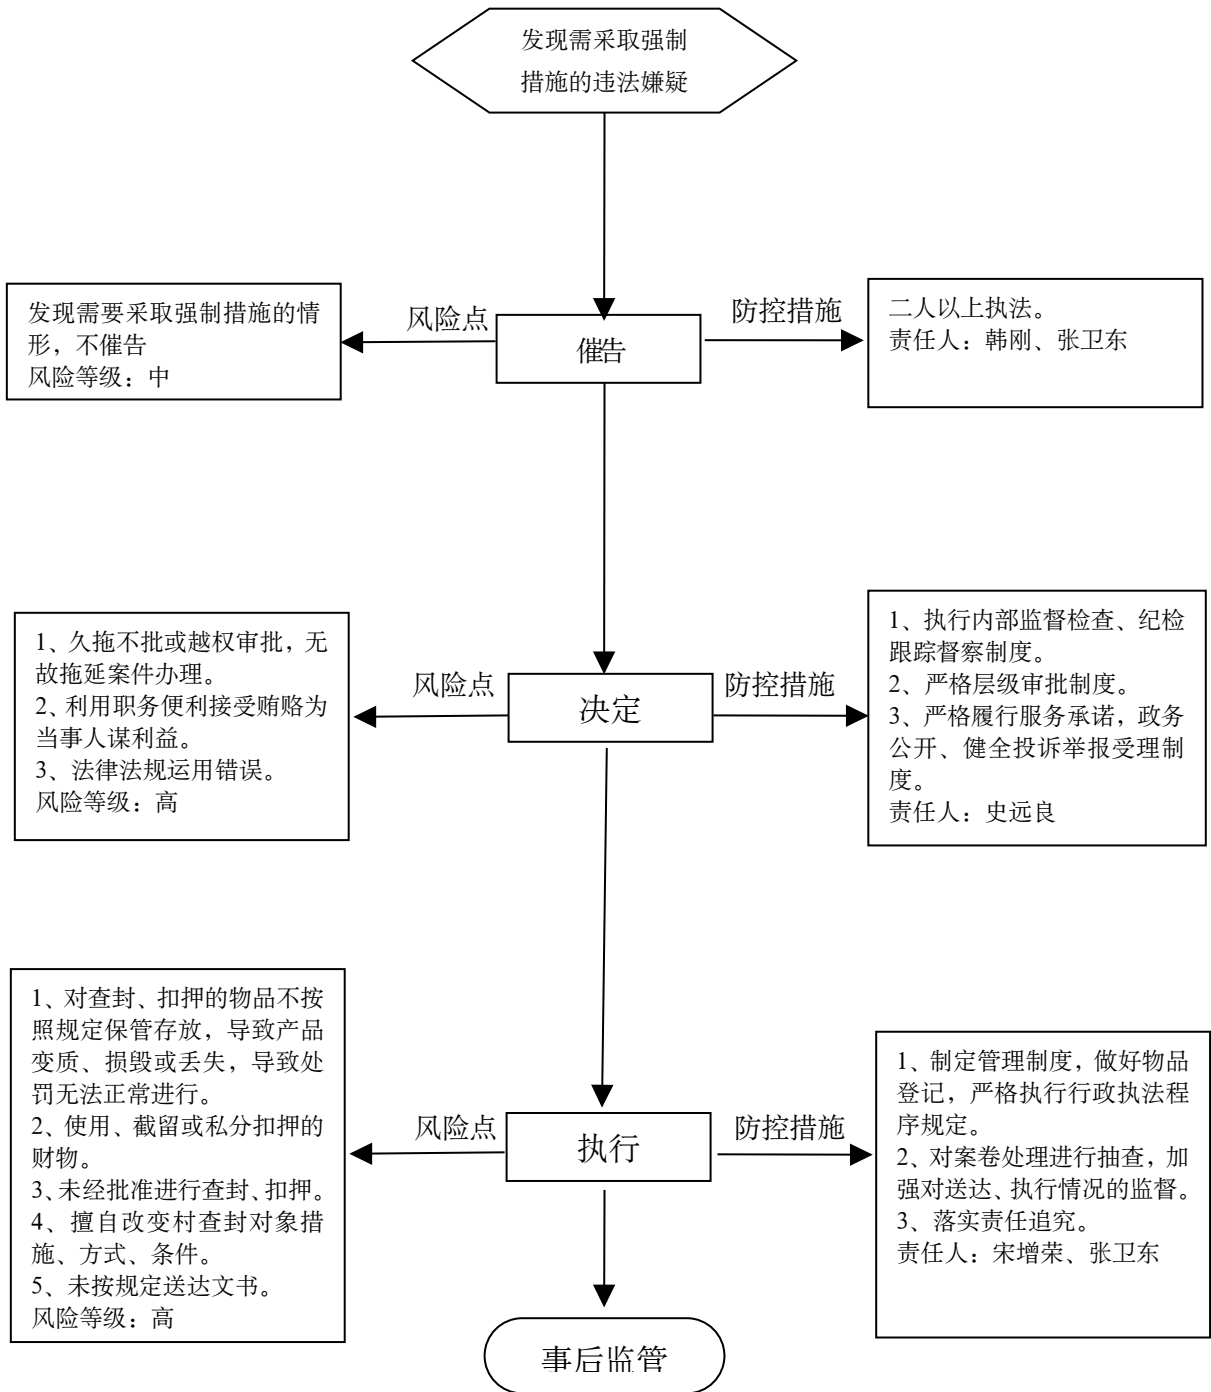 发现需采取强制
措施的违法嫌疑
发现需要采取强制措施的情
形，不催告
风险等级：中
风险点
催告
防控措施
二人以上执法。
责任人：韩刚、张卫东
1、久拖不批或越权审批，无
故拖延案件办理。
2、利用职务便利接受贿赂为
当事人谋利益。
3、法律法规运用错误。
风险等级：高
风险点
决定
防控措施
1、执行内部监督检查、纪检
跟踪督察制度。
2、严格层级审批制度。
3、严格履行服务承诺，政务
公开、健全投诉举报受理制
度。
责任人：史远良
1、对查封、扣押的物品不按
照规定保管存放，导致产品
变质、损毁或丢失，导致处
罚无法正常进行。
2、使用、截留或私分扣押的
财物。
3、未经批准进行查封、扣押。
4、擅自改变村查封对象措
施、方式、条件。
5、未按规定送达文书。
风险等级：高
风险点
执行
防控措施
1、制定管理制度，做好物品
登记，严格执行行政执法程
序规定。
2、对案卷处理进行抽查，加
强对送达、执行情况的监督。
3、落实责任追究。
责任人：宋增荣、张卫东
事后监管